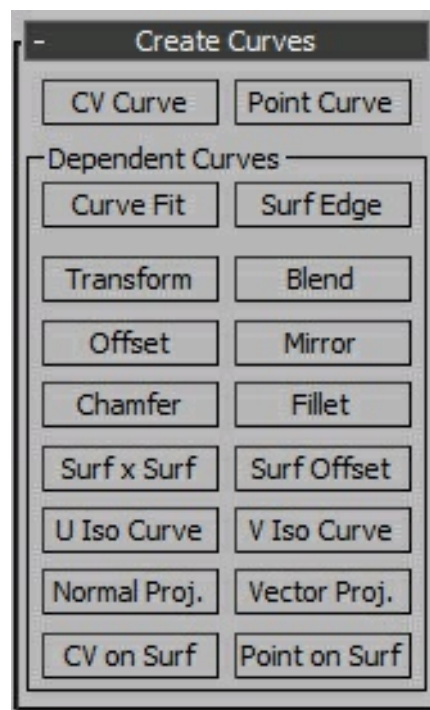 - Create Curves
CV Curve Point Curve
Dependent Curves
Curve Fit Surf Edge
Transform Blend
Offset Mirror
Chamfer Fillet
Surf x Surf Surf Offset
U Iso Curve V Iso Curve
Normal Proj. Vector Proj.
CV on Surf Point on Surf